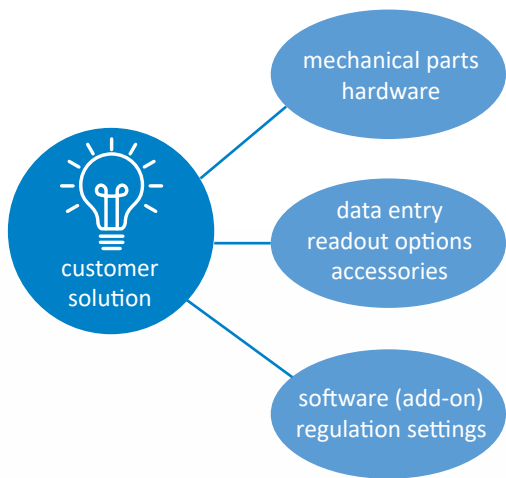 mechanical parts
hardware
customer
solution
data entry
readout options
accessories
software (add-on)
regulation settings